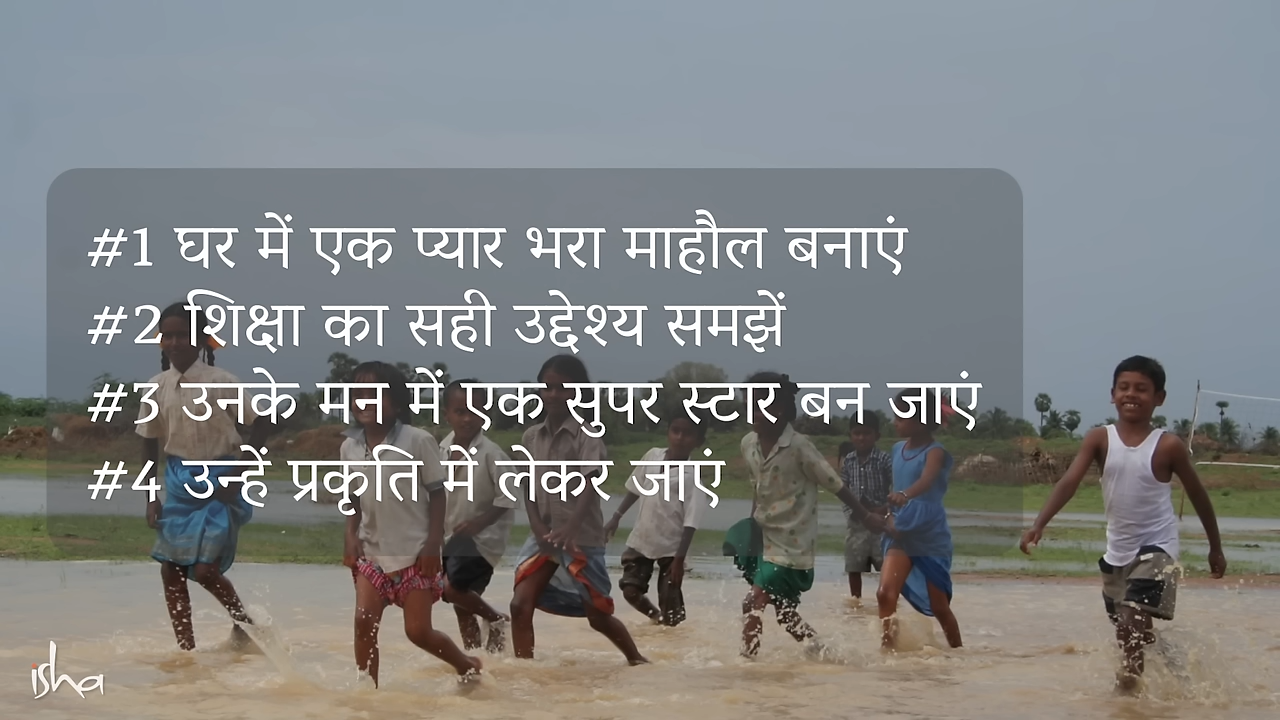 #1 घर में एक प्यार भरा माहौल बनाएं
#2 शिक्षा का सही उद्देश्य समझें
#3 उनके मन में एक सुपर स्टार बन जाएं
#4 उन्हें प्रकृति में लेकर जाएं
isha